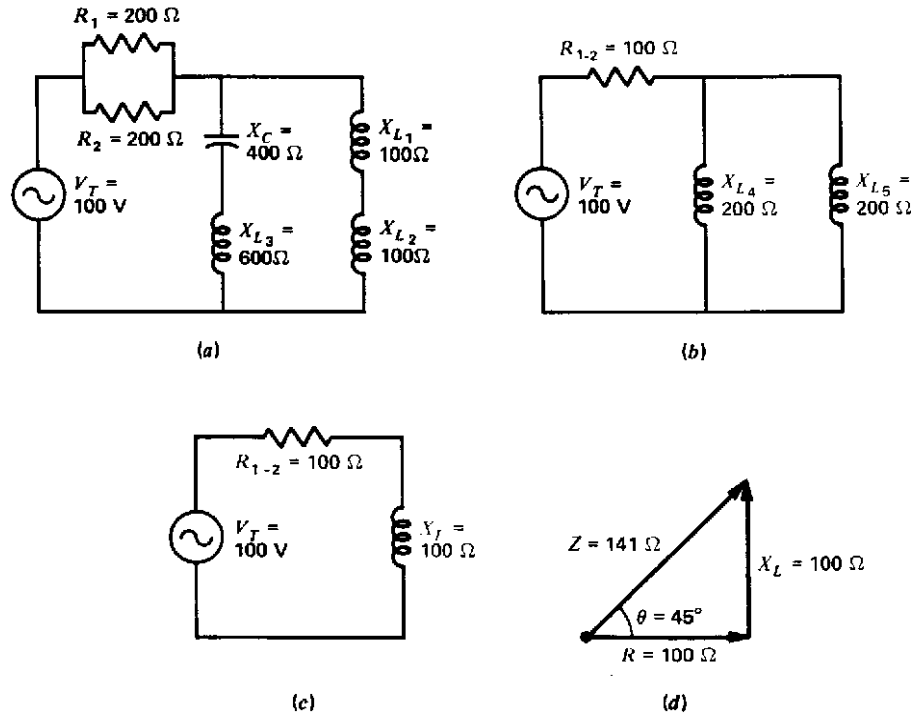 R1 = 200 Ω
R2 = 200 Ω
VT =
100 V
XC =
400 Ω
XL3 =
600Ω
XL1 =
100Ω
XL2 =
100Ω
(a)
R1-2 = 100 Ω
VT =
100 V
XL4 =
200 Ω
XL5 =
200 Ω
(b)
R1-2 = 100 Ω
VT =
100 V
XL =
100 Ω
(c)
Z = 141 Ω
XL = 100 Ω
θ = 45°
R = 100 Ω
(d)